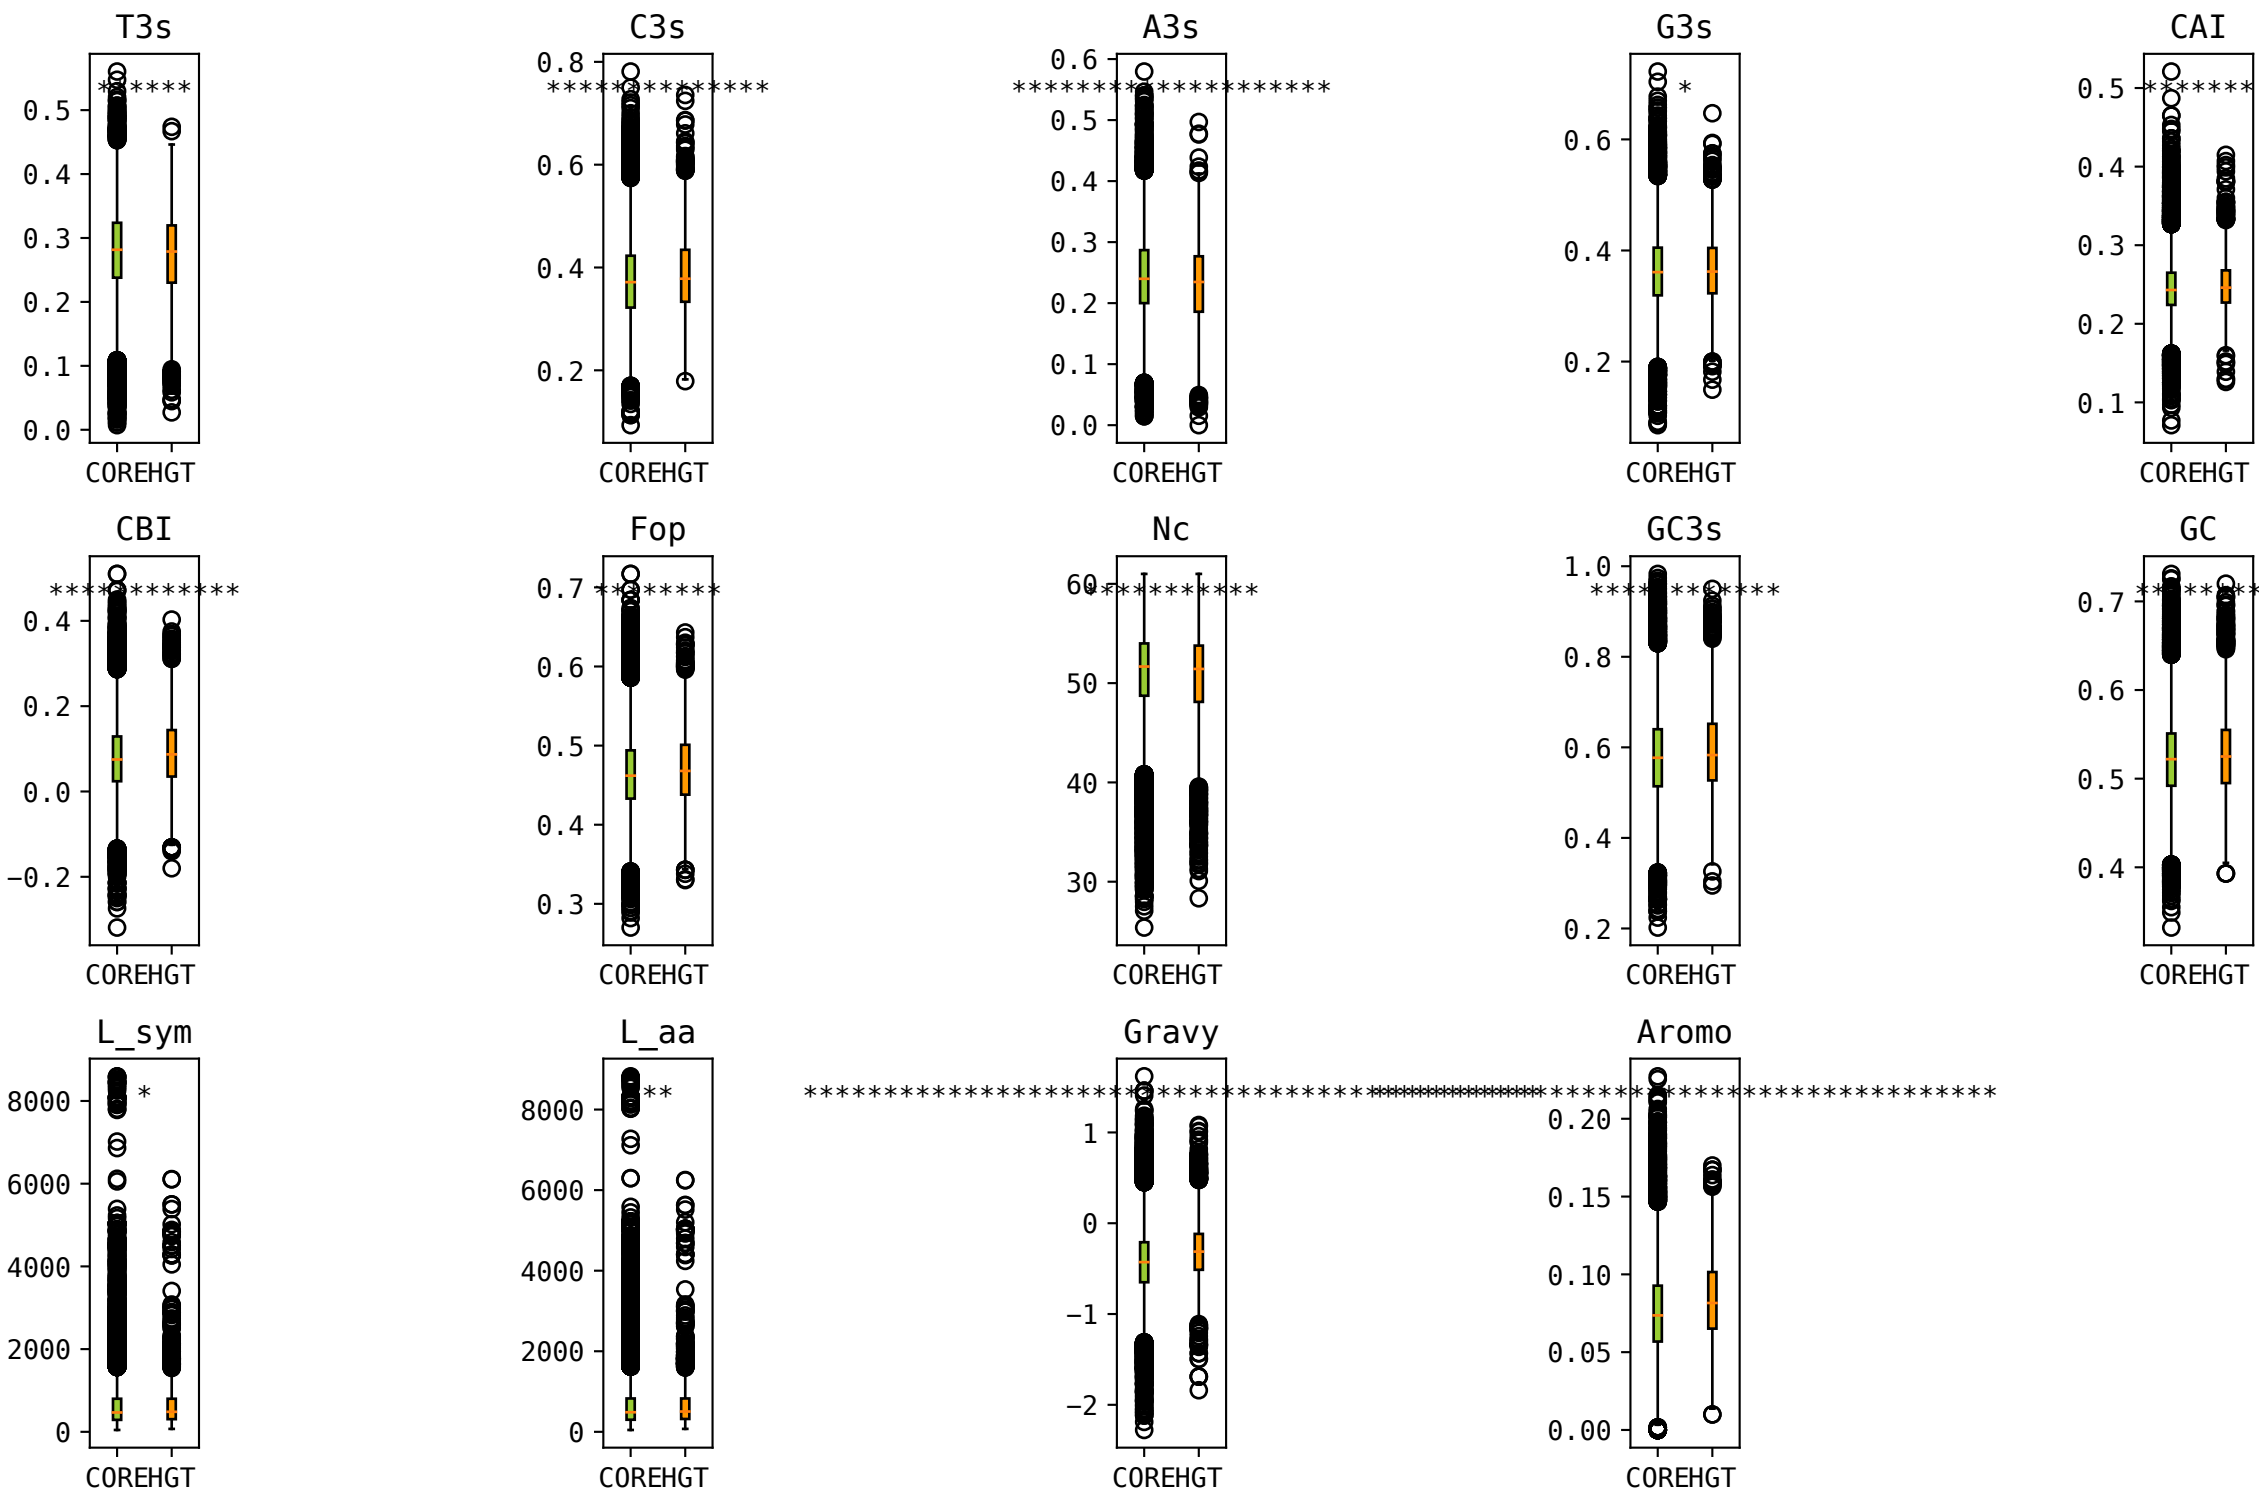 T3s C3s A3s G3s CAI
0.5 0.4 0.3 0.2 0.1 0.0
0.8 0.6 0.4 0.2
0.6 0.5 0.4 0.3 0.2 0.1 0.0
0.6 0.4 0.2
*
0.5 0.4 0.3 0.2 0.1
COREHGT COREHGT COREHGT COREHGT COREHGT
CBI Fop Nc GC3s GC
0.4 0.2 0.0 −0.2
0.7 0.6 0.5 0.4 0.3
60 50 40 30
1.0 0.8 0.6 0.4 0.2
0.7 0.6 0.5 0.4
COREHGT COREHGT COREHGT COREHGT COREHGT
L_sym L_aa Gravy Aromo
8000 6000 4000 2000 0
*
8000 6000 4000 2000 0
**
1 0 −1 −2
0.20 0.15 0.10 0.05 0.00
COREHGT COREHGT COREHGT COREHGT